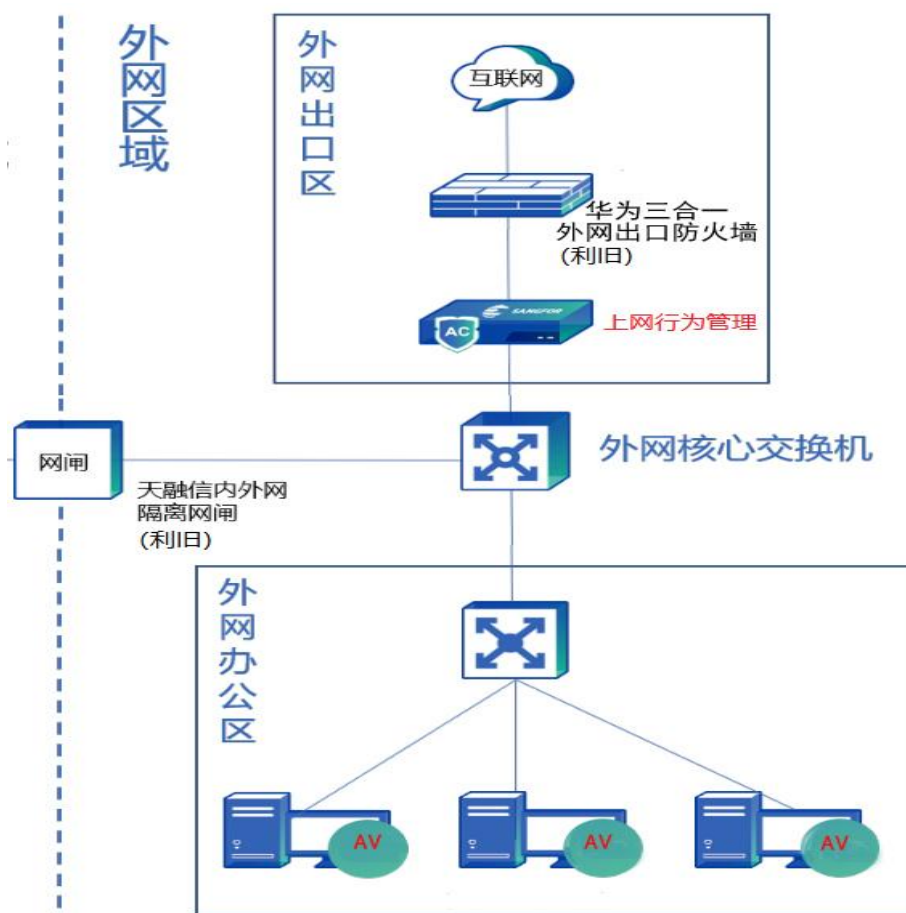 外网区域
外网出口区
互联网
华为三合一
外网出口防火墙
(利旧)
SANGFOR
AC
上网行为管理
外网核心交换机
网闸
天融信内外网
隔离网闸
(利旧)
外网办公区
AV
AV
AV